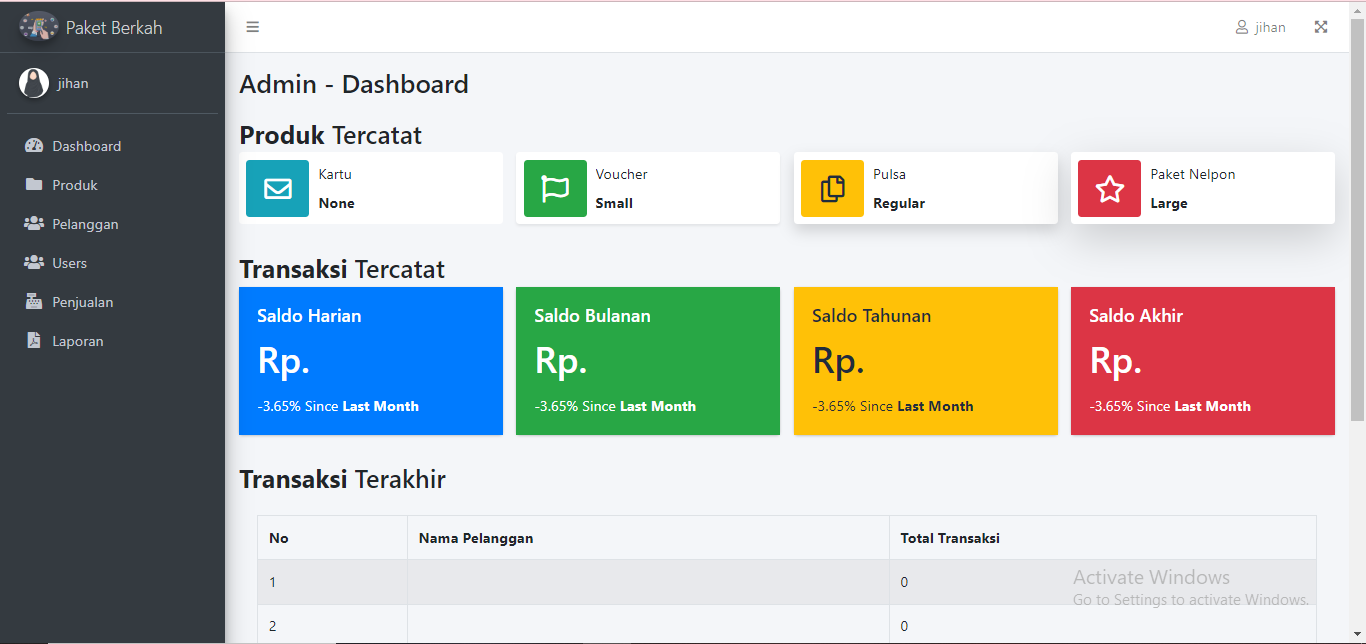 Paket Berkah
jihan
jihan
Dashboard
Produk
Pelanggan
Users
Penjualan
Laporan
Admin - Dashboard
Produk Tercatat
Kartu
None
Voucher
Small
Pulsa
Regular
Paket Nelpon
Large
Transaksi Tercatat
Saldo Harian
Rp.
-3.65% Since Last Month
Saldo Bulanan
Rp.
-3.65% Since Last Month
Saldo Tahunan
Rp.
-3.65% Since Last Month
Saldo Akhir
Rp.
-3.65% Since Last Month
Transaksi Terakhir
No Nama Pelanggan Total Transaksi
1 0
2 0
Activate Windows
Go to Settings to activate Windows.